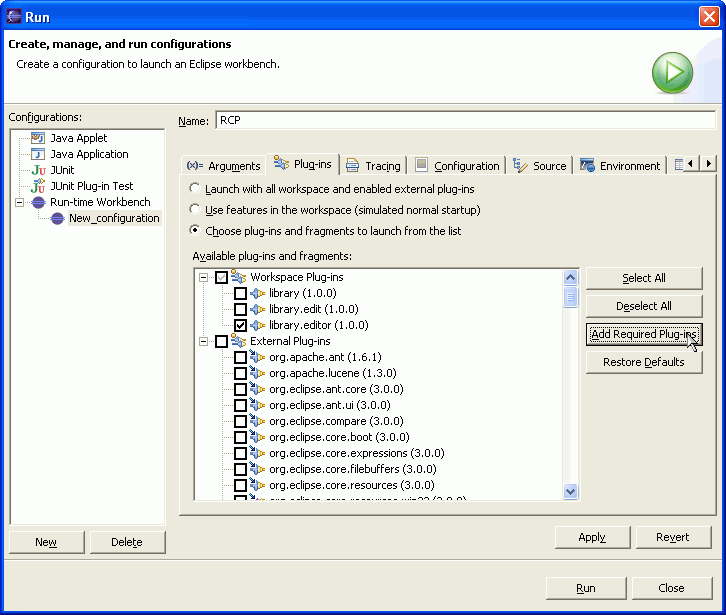 Run
Create, manage, and run configurations
Create a configuration to launch an Eclipse workbench.
Configurations:
Java Applet
Java Application
JUnit
JUnit Plug-in Test
Run-time Workbench
New_configuration
New
Delete
Name:
RCP
(x)= Arguments
Plug-ins
Tracing
Configuration
Source
Environment
Launch with all workspace and enabled external plug-ins
Use features in the workspace (simulated normal startup)
Choose plug-ins and fragments to launch from the list
Available plug-ins and fragments:
Workspace Plug-ins
library (1.0.0)
library.edit (1.0.0)
library.editor (1.0.0)
External Plug-ins
org.apache.ant (1.6.1)
org.apache.lucene (1.3.0)
org.eclipse.ant.core (3.0.0)
org.eclipse.ant.ui (3.0.0)
org.eclipse.compare (3.0.0)
org.eclipse.core.boot (3.0.0)
org.eclipse.core.expressions (3.0.0)
org.eclipse.core.filebuffers (3.0.0)
org.eclipse.core.resources (3.0.0)
Select All
Deselect All
Add Required Plug-ins
Restore Defaults
Apply
Revert
Run
Close